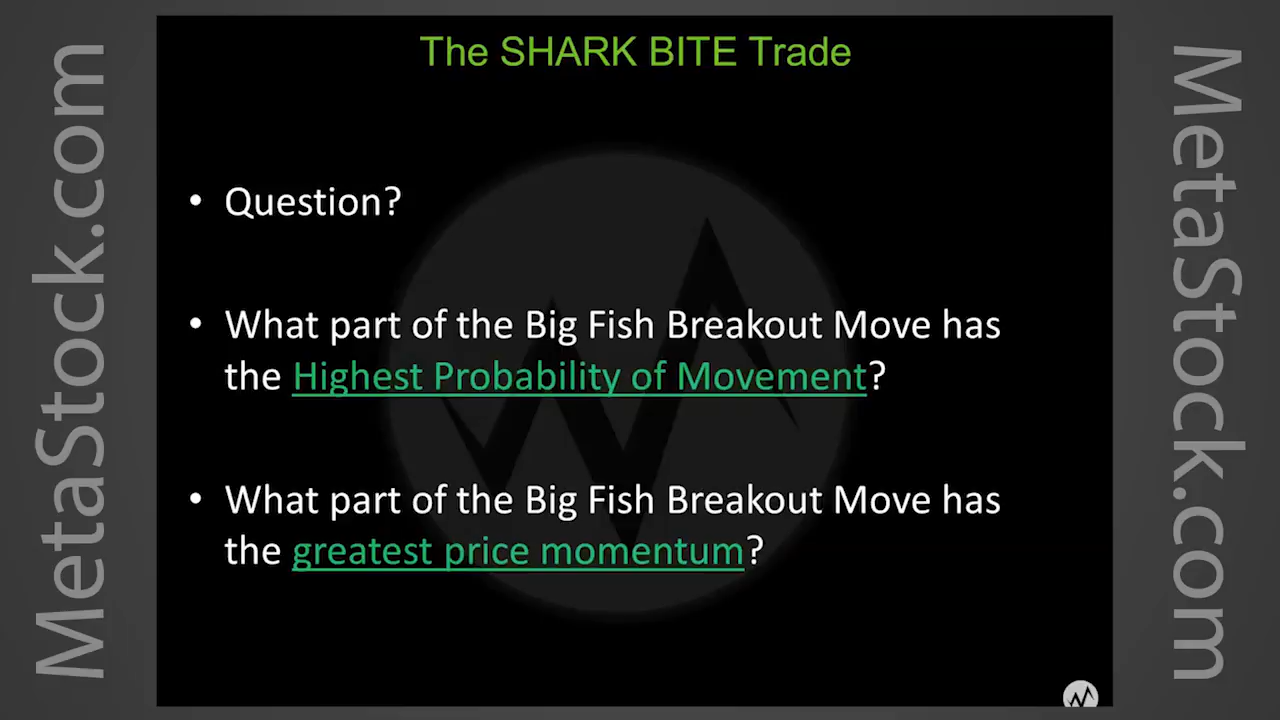 MetaStock.com
The SHARK BITE Trade
• Question?
• What part of the Big Fish Breakout Move has
the Highest Probability of Movement?
• What part of the Big Fish Breakout Move has
the greatest price momentum?
MetaStock.com